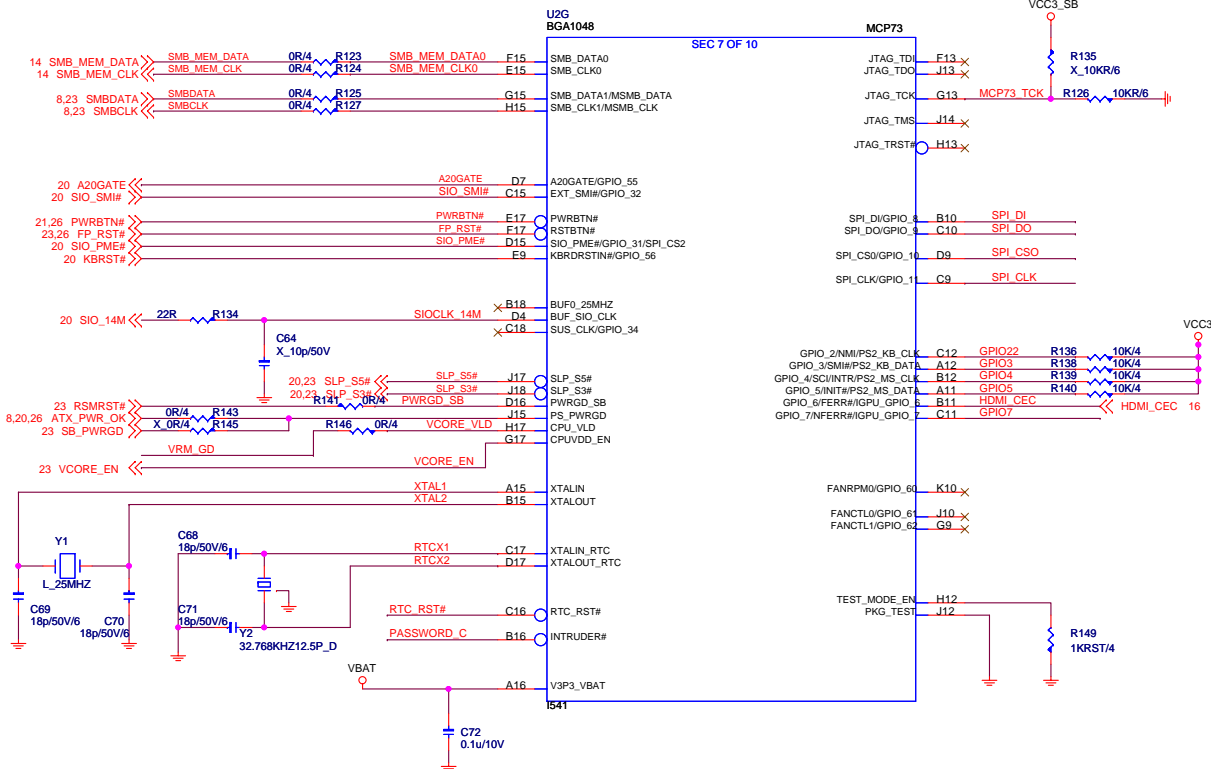 VCC3_SB
U2G
BGA1048
MCP73
SEC 7 OF 10
14 SMB_MEM_DATA SMB_MEM_DATA 0R/4 R123 SMB_MEM_DATA0 F15 SMB_DATA0
14 SMB_MEM_CLK SMB_MEM_CLK 0R/4 R124 SMB_MEM_CLK0 E15 SMB_CLK0
8,23 SMBDATA SMBDATA 0R/4 R125 G15 SMB_DATA1/MSMB_DATA
8,23 SMBCLK SMBCLK 0R/4 R127 H15 SMB_CLK1/MSMB_CLK
JTAG_TDI F13
JTAG_TDO J13
JTAG_TCK G13 MCP73_TCK R126 10KR/6
R135
X_10KR/6
JTAG_TMS J14
JTAG_TRST# H13
20 A20GATE A20GATE D7 A20GATE/GPIO_55
20 SIO_SMI# SIO_SMI# C15 EXT_SMI#/GPIO_32
21,26 PWRBTN# PWRBTN# E17 PWRBTN#
23,26 FP_RST# FP_RST# F17 RSTBTN#
20 SIO_PME# SIO_PME# D15 SIO_PME#/GPIO_31/SPI_CS2
20 KBRST# E9 KBRDRSTIN#/GPIO_56
SPI_DI/GPIO_8 B10 SPI_DI
SPI_DO/GPIO_9 C10 SPI_DO
SPI_CS0/GPIO_10 D9 SPI_CSO
SPI_CLK/GPIO_11 C9 SPI_CLK
B18 BUF0_25MHZ
20 SIO_14M 22R R134 SIOCLK_14M D4 BUF_SIO_CLK
C18 SUS_CLK/GPIO_34
C64
X_10p/50V
VCC3
GPIO_2/NMI/PS2_KB_CLK C12 GPIO22 R136 10K/4
GPIO_3/SMI#/PS2_KB_DATA A12 GPIO3 R138 10K/4
GPIO_4/SCI/INTR/PS2_MS_CLK B12 GPIO4 R139 10K/4
GPIO_5/INIT#/PS2_MS_DATA A11 GPIO5 R140 10K/4
GPIO_6/FERR#/IGPU_GPIO_6 B11 HDMI_CEC HDMI_CEC 16
GPIO_7/NFERR#/IGPU_GPIO_7 C11 GPIO7
20,23 SLP_S5# SLP_S5# J17 SLP_S5#
20,23 SLP_S3# SLP_S3# J18 SLP_S3#
23 RSMRST# R141 0R/4 PWRGD_SB D16 PWRGD_SB
8,20,26 ATX_PWR_OK 0R/4 R143 J15 PS_PWRGD
23 SB_PWRGD X_0R/4 R145 R146 0R/4 VCORE_VLD H17 CPU_VLD
G17 CPUVDD_EN
VRM_GD
23 VCORE_EN VCORE_EN
XTAL1 A15 XTALIN
XTAL2 B15 XTALOUT
FANRPM0/GPIO_60 K10
FANCTL0/GPIO_61 J10
FANCTL1/GPIO_62 G9
Y1
L_25MHZ
C69
18p/50V/6
C70
18p/50V/6
C68
18p/50V/6
RTCX1 C17 XTALIN_RTC
RTCX2 D17 XTALOUT_RTC
C71
18p/50V/6
Y2
32.768KHZ12.5P_D
RTC_RST# C16 RTC_RST#
PASSWORD_C B16 INTRUDER#
TEST_MODE_EN H12
PKG_TEST J12
R149
1KRST/4
VBAT
A16 V3P3_VBAT
I541
C72
0.1u/10V